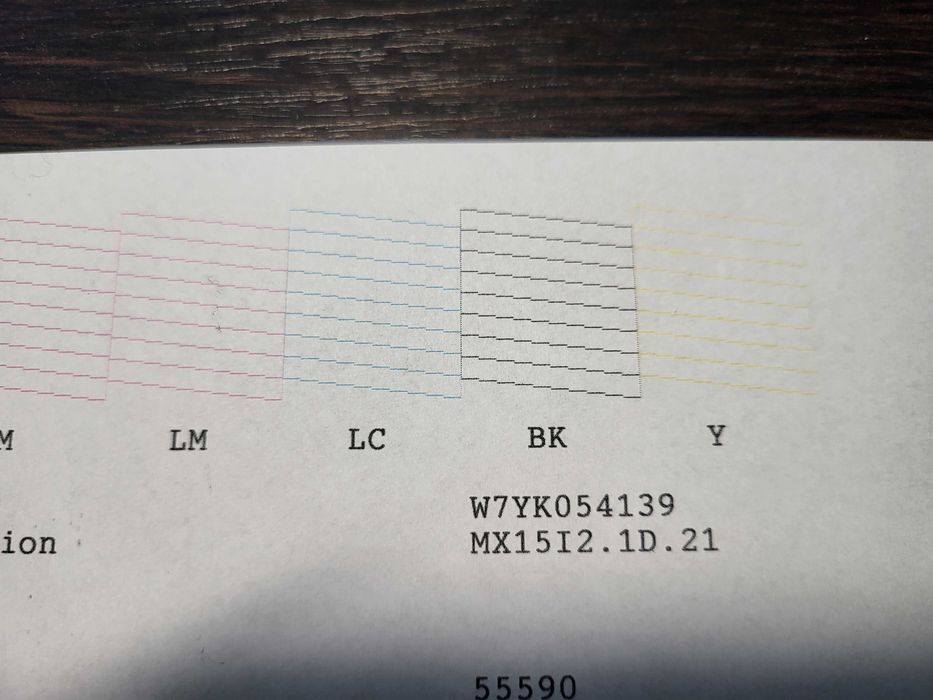 M LM LC BK Y
W7YK054139
ion MX15I2.1D.21
55590